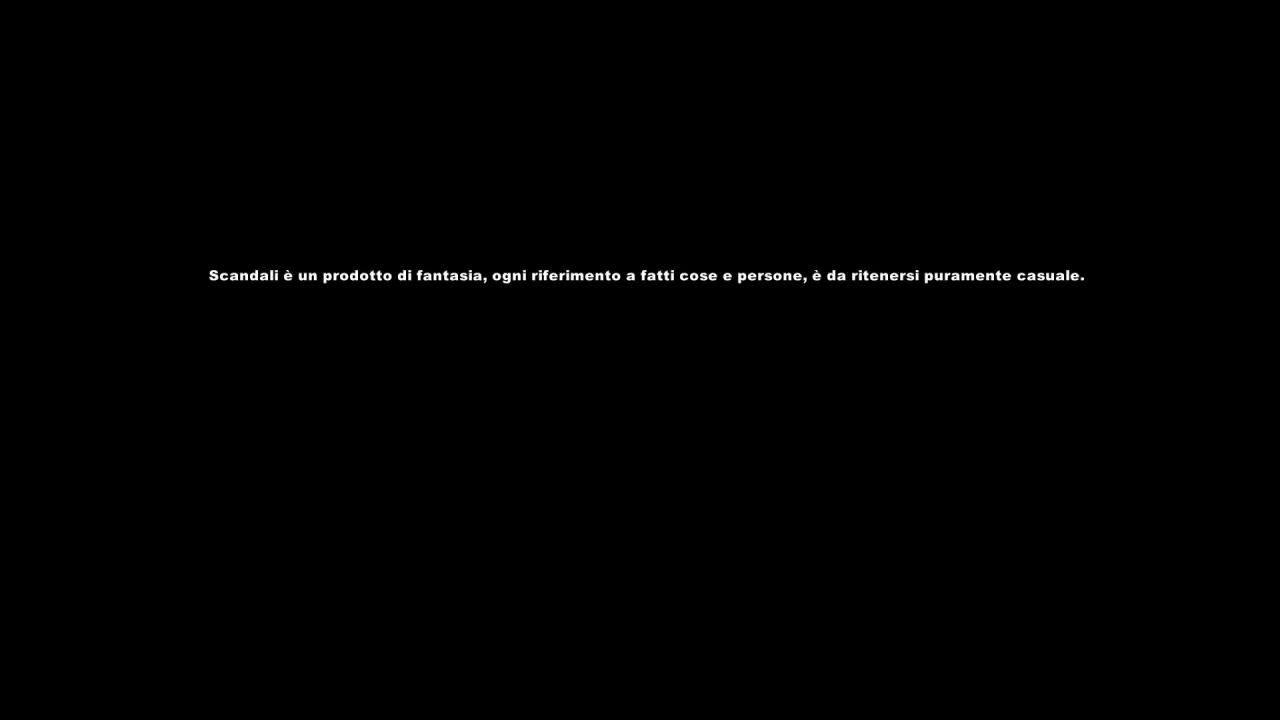 Scandali è un prodotto di fantasia, ogni riferimento a fatti cose e persone, è da ritenersi puramente casuale.